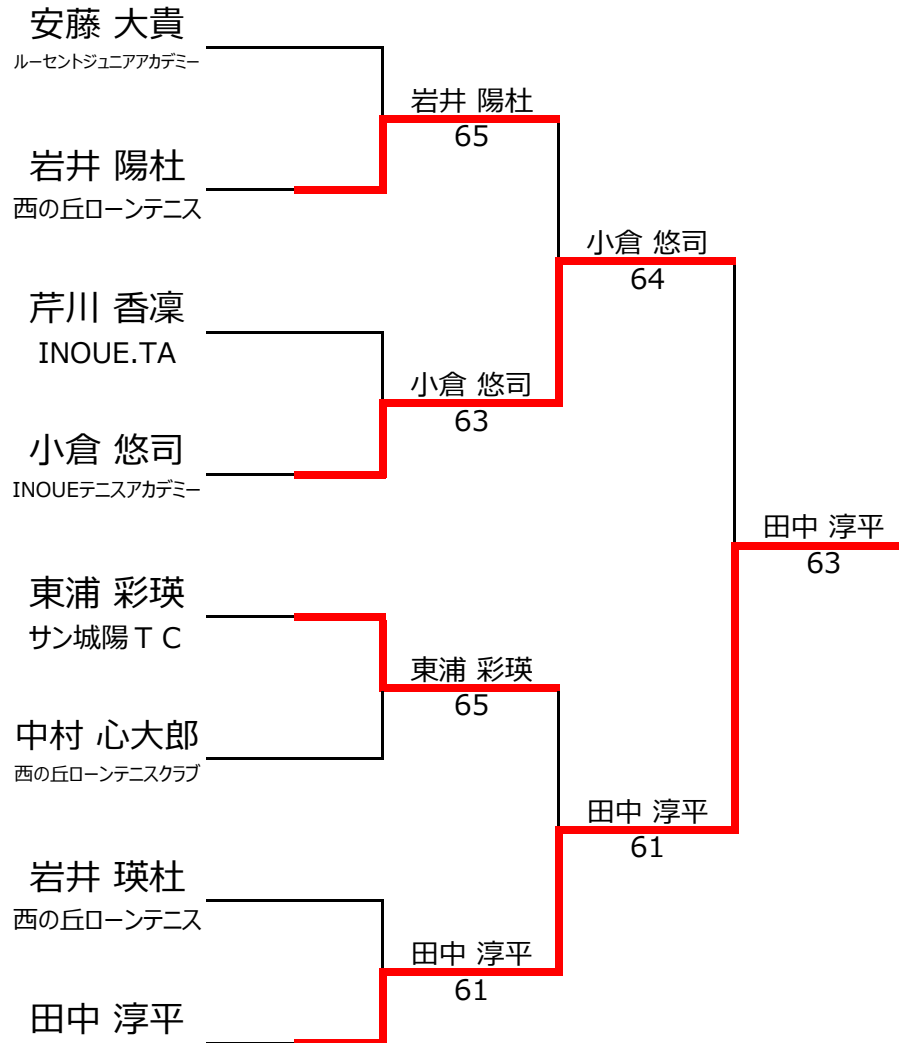 安藤 大貴
ルーセントジュニアアカデミー
岩井 陽杜
65
岩井 陽杜
西の丘ローンテニス
小倉 悠司
64
芹川 香凜
INOUE.TA
小倉 悠司
63
小倉 悠司
INOUEテニスアカデミー
田中 淳平
63
東浦 彩瑛
サン城陽ＴＣ
東浦 彩瑛
65
中村 心大郎
西の丘ローンテニスクラブ
田中 淳平
61
岩井 瑛杜
西の丘ローンテニス
田中 淳平
61
田中 淳平